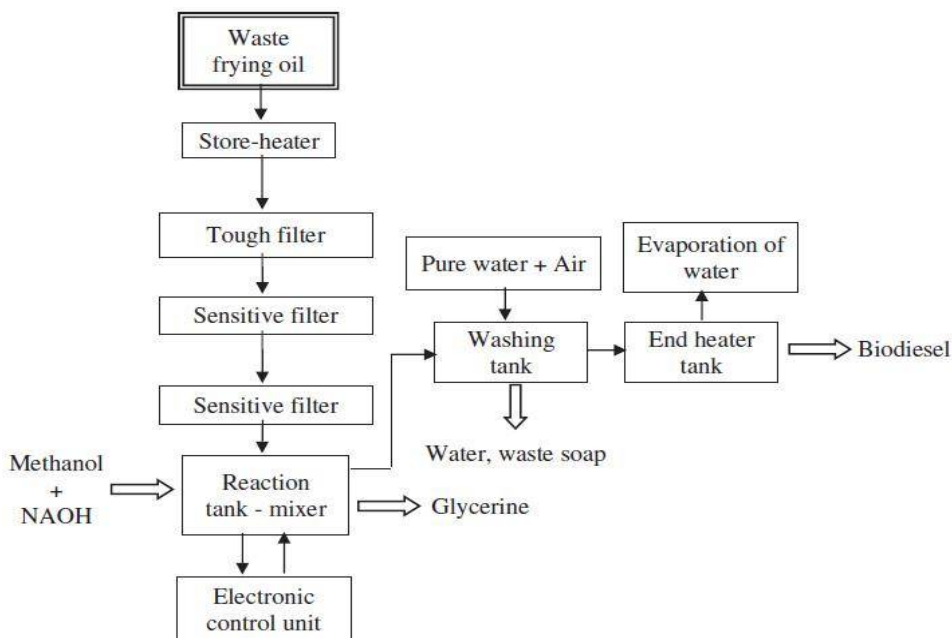 Waste
frying oil
Store-heater
Tough filter
Sensitive filter
Sensitive filter
Methanol
+
NAOH
Reaction
tank - mixer
Glycerine
Electronic
control unit
Pure water + Air
Washing
tank
Water, waste soap
Evaporation of
water
End heater
tank
Biodiesel